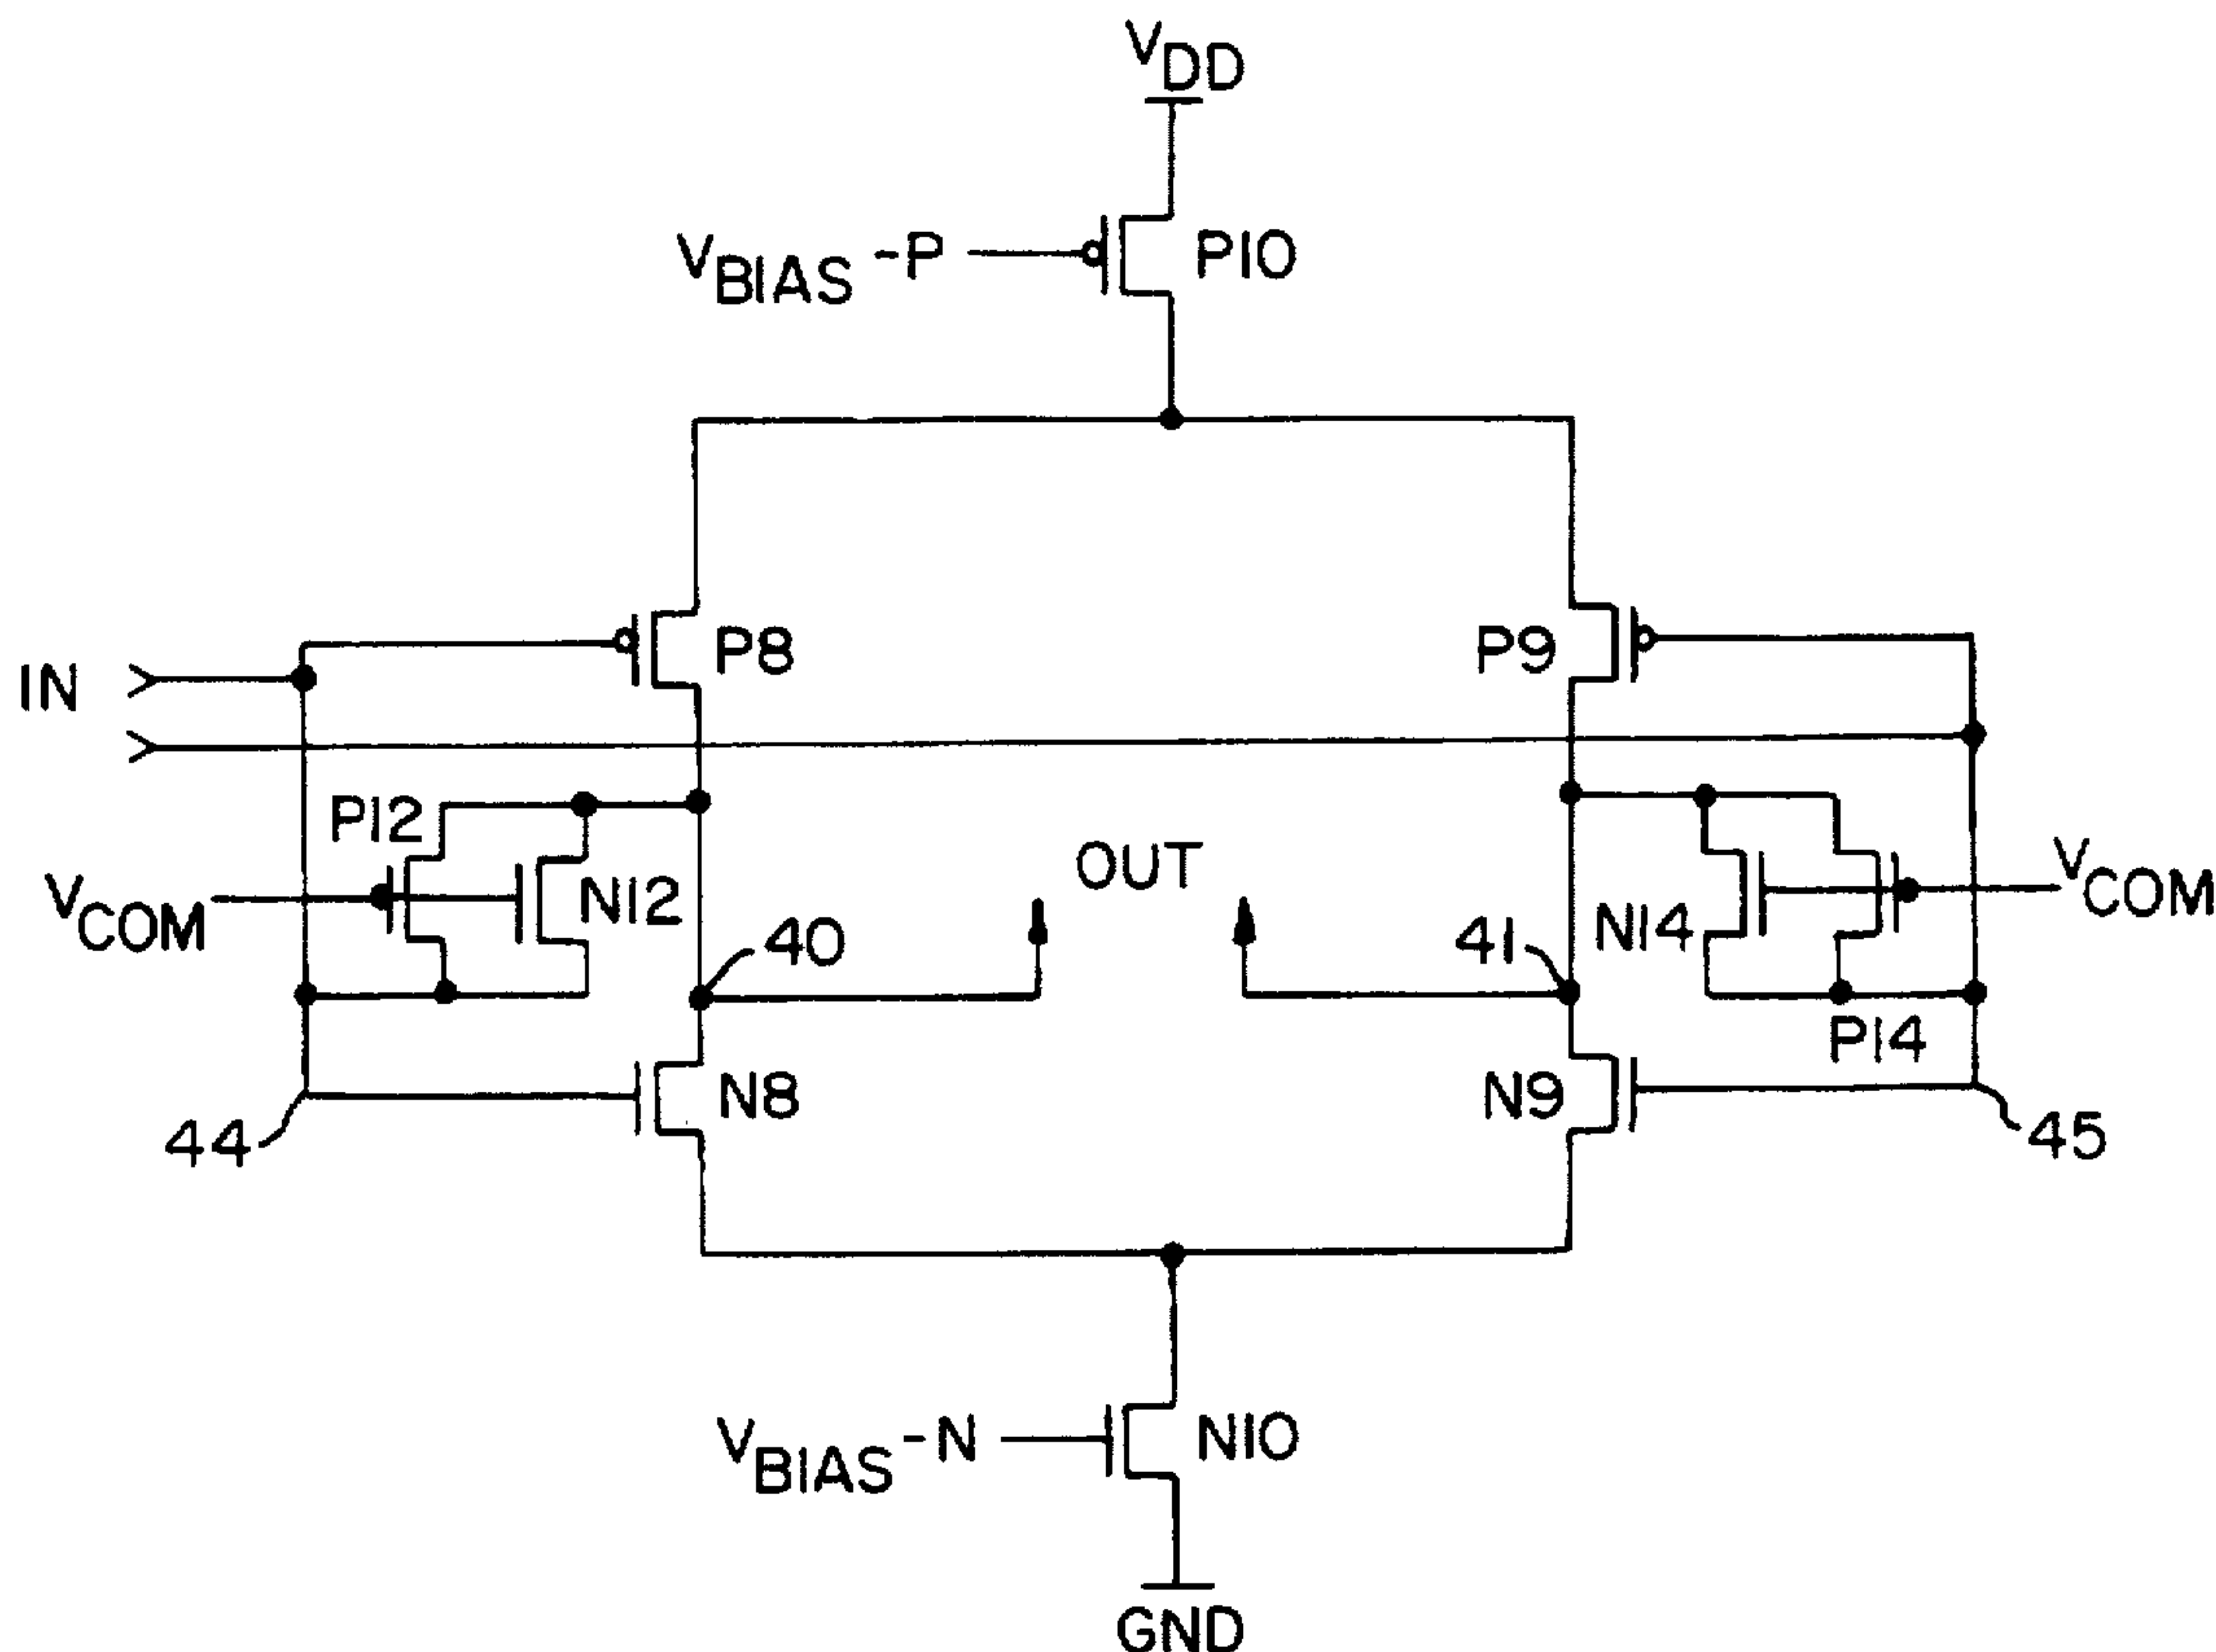 VDD
VBIAS-P
P10
P8
P9
IN
P12
OUT
VCOM
N12
40
41
N14
VCOM
P14
N8
N9
44
45
VBIAS-N
N10
GND